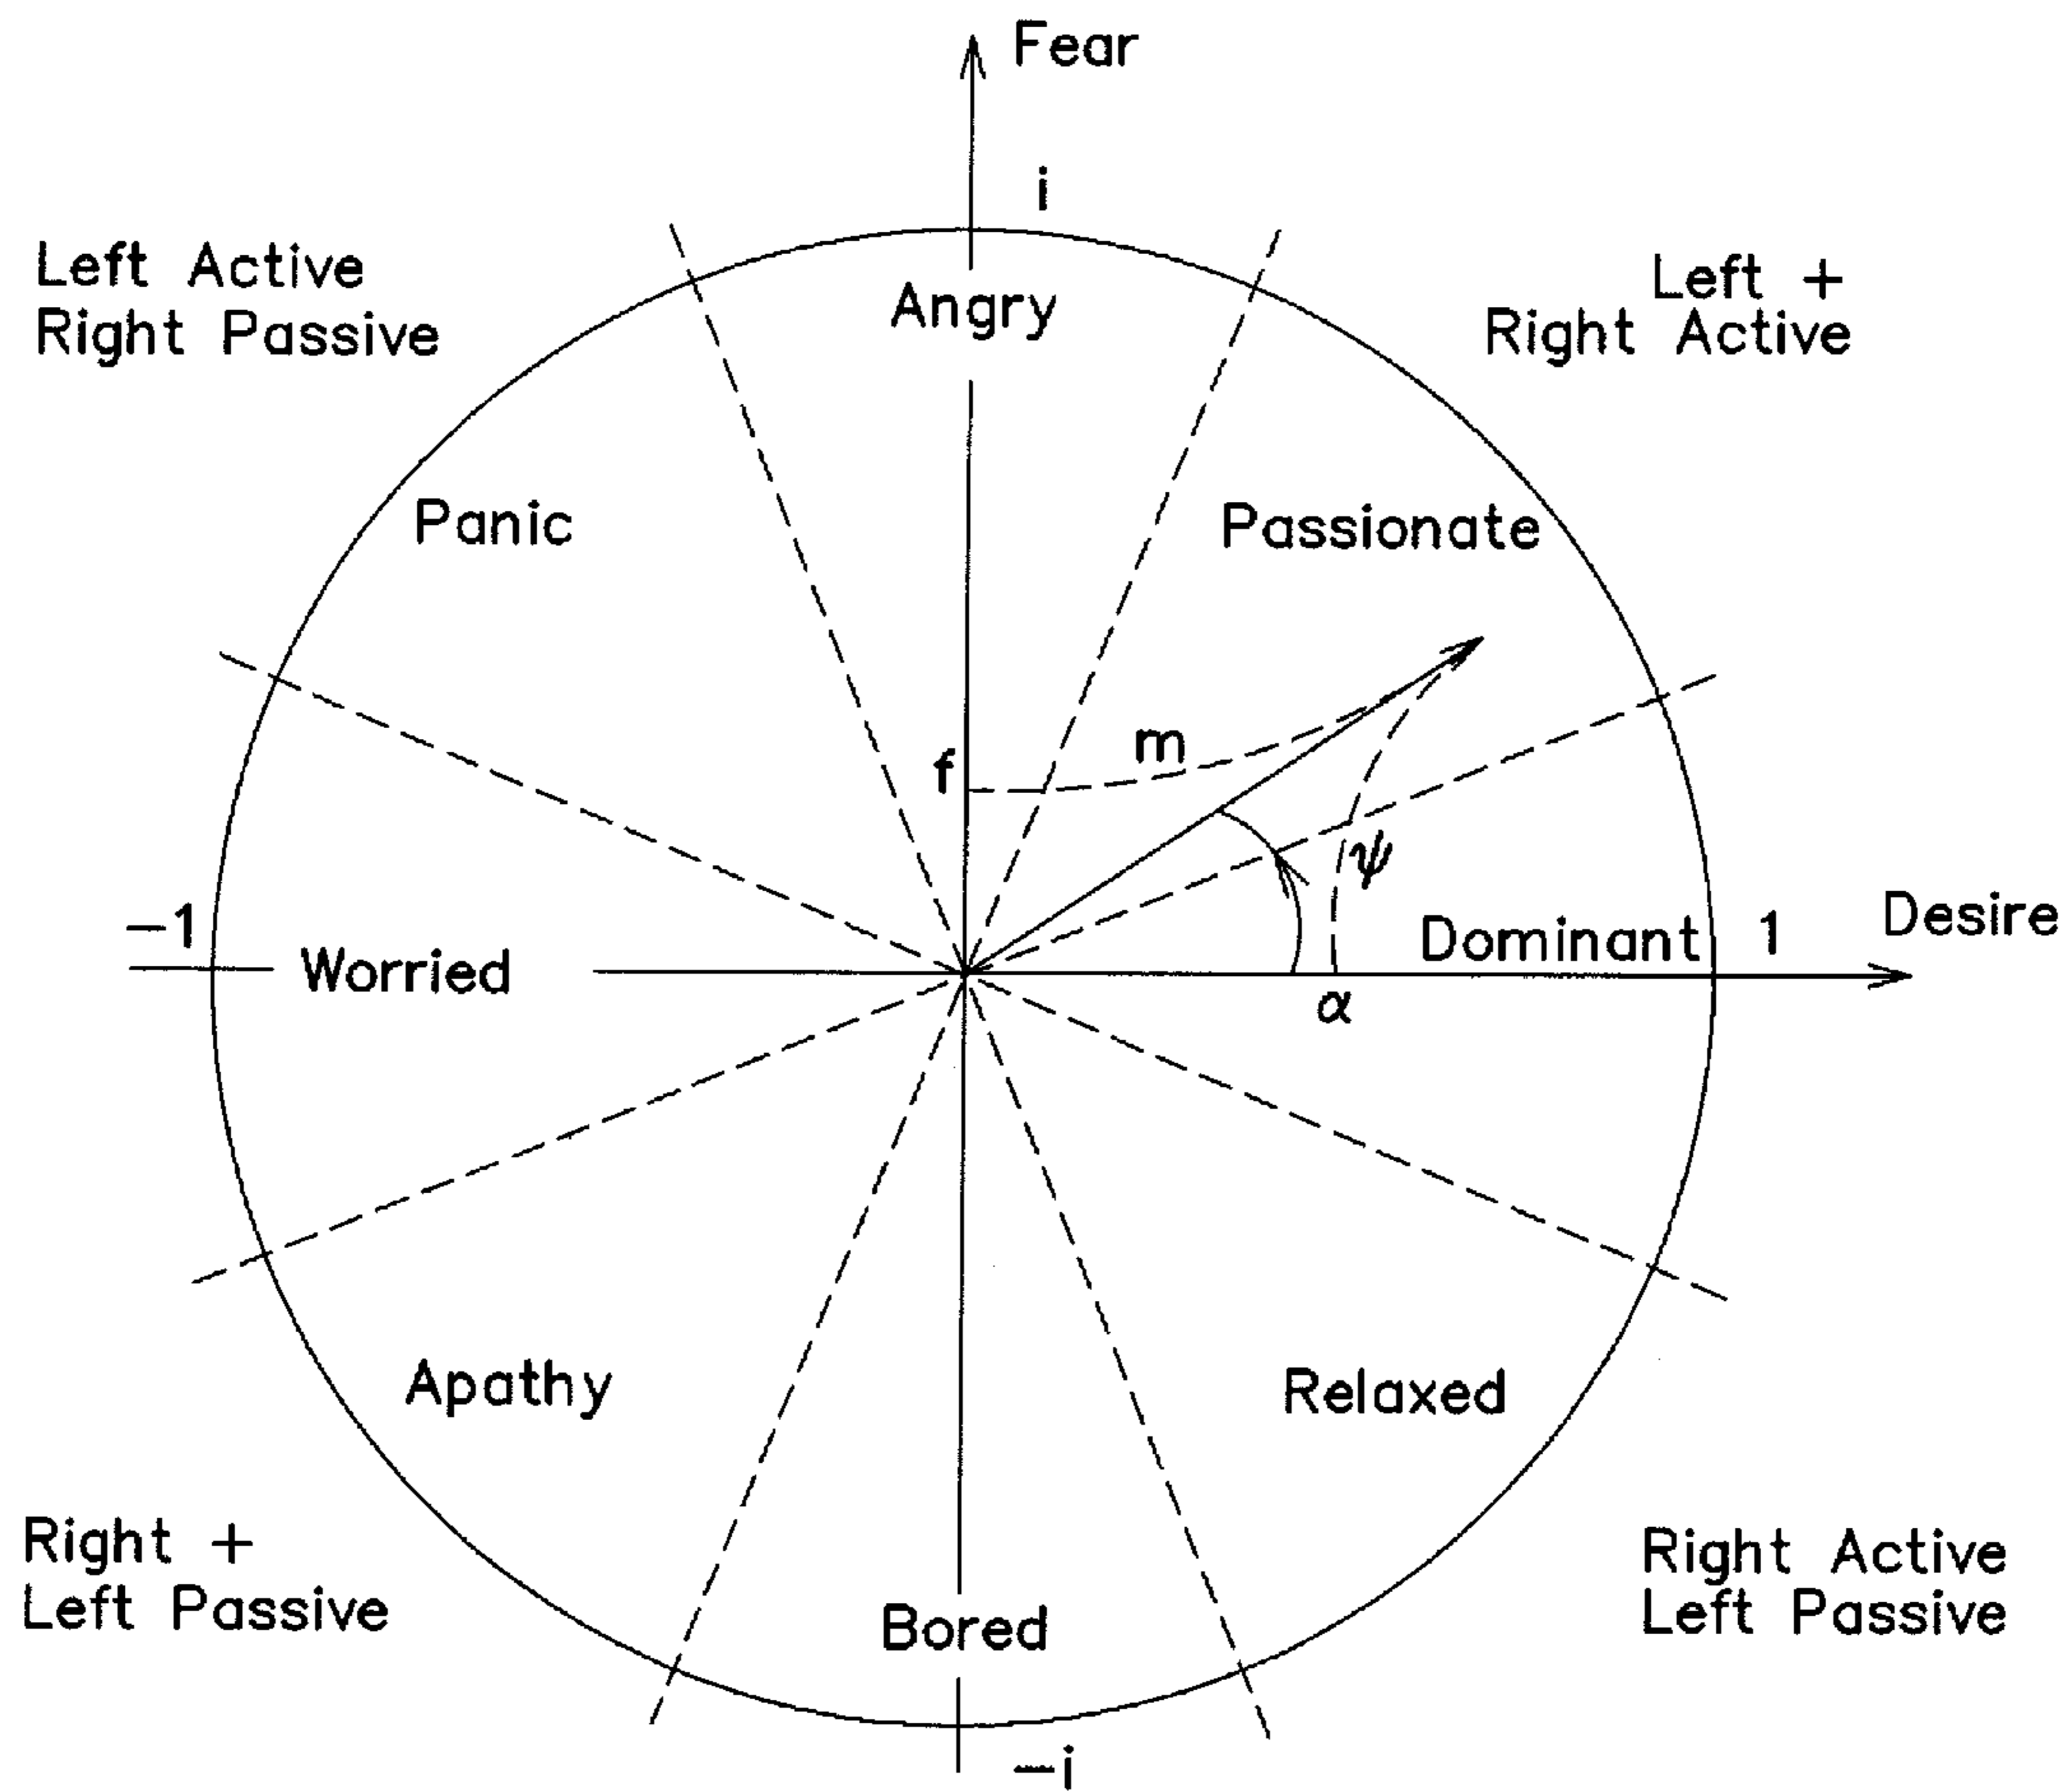 Fear
i
Left Active
Right Passive
Left +
Right Active
Angry
Panic
Passionate
m
f
ψ
-1
Worried
Dominant
1
Desire
α
Apathy
Relaxed
Right +
Left Passive
Right Active
Left Passive
Bored
-i